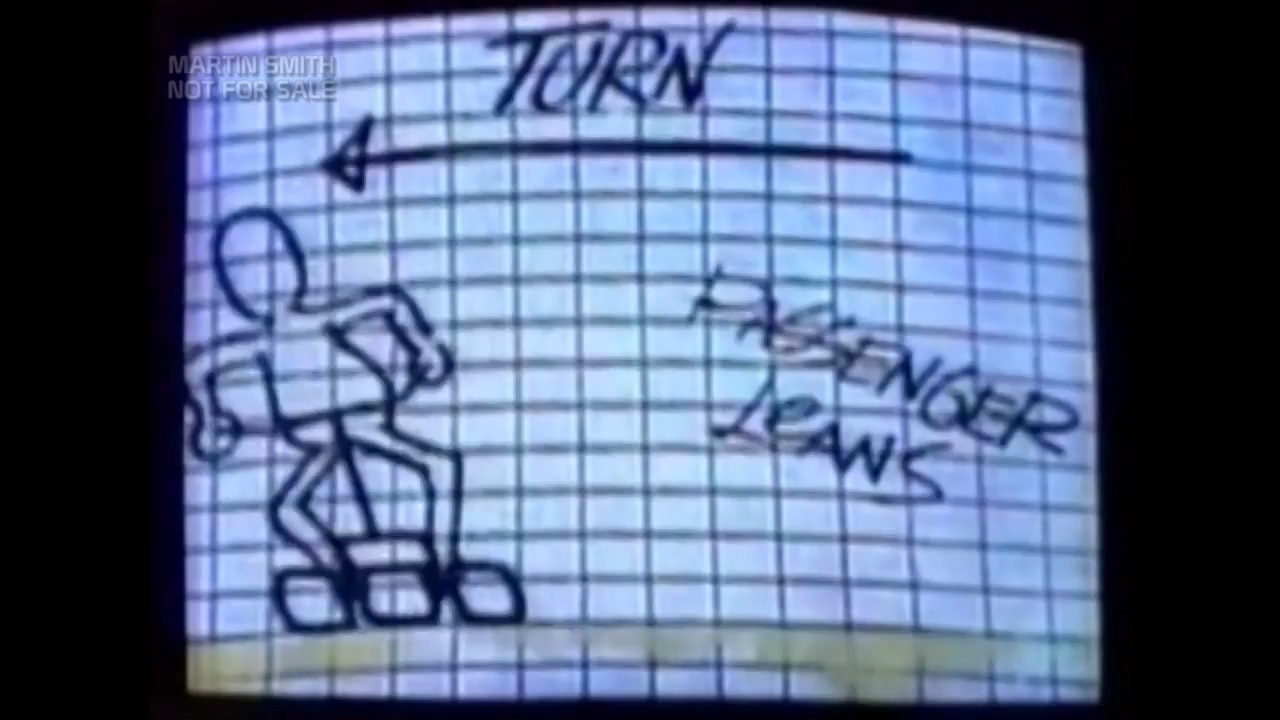 MARTIN SMITH
NOT FOR SALE
TURN
PASSENGER
LeANS